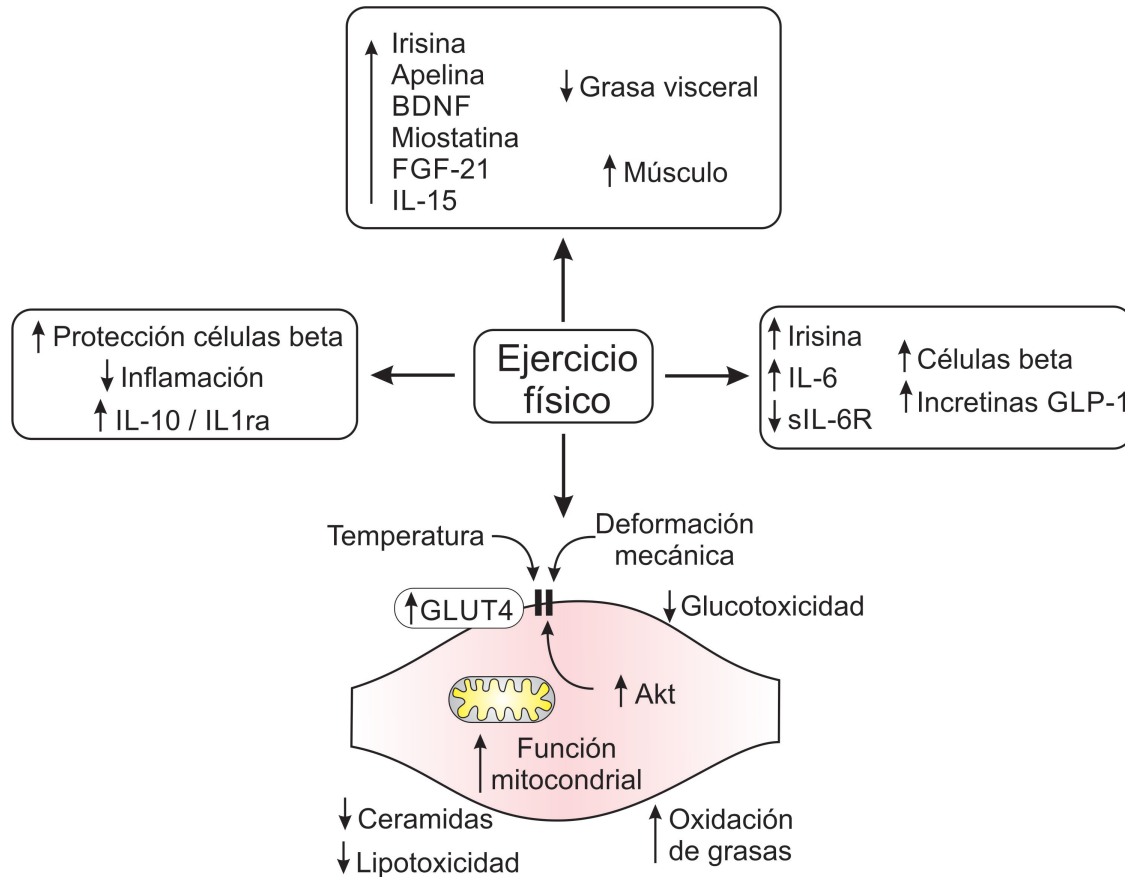 ↑ Irisina
Apelina
BDNF
Miostatina
FGF-21
IL-15
↓ Grasa visceral
↑ Músculo
↑ Protección células beta
↓ Inflamación
↑ IL-10 / IL1ra
Ejercicio
físico
↑ Irisina
↑ IL-6
↓ sIL-6R
↑ Células beta
↑ Incretinas GLP-1
Temperatura
Deformación
mecánica
↑ GLUT4
↓ Glucotoxicidad
↑ Akt
↑ Función
mitocondrial
↓ Ceramidas
↓ Lipotoxicidad
↑ Oxidación
de grasas